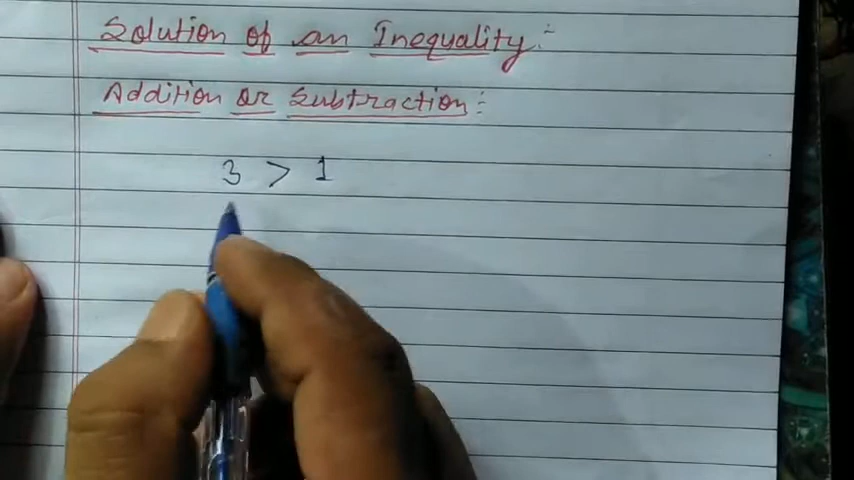 Solution of an Inequality :-
Addition or Subtraction :
3 > 1